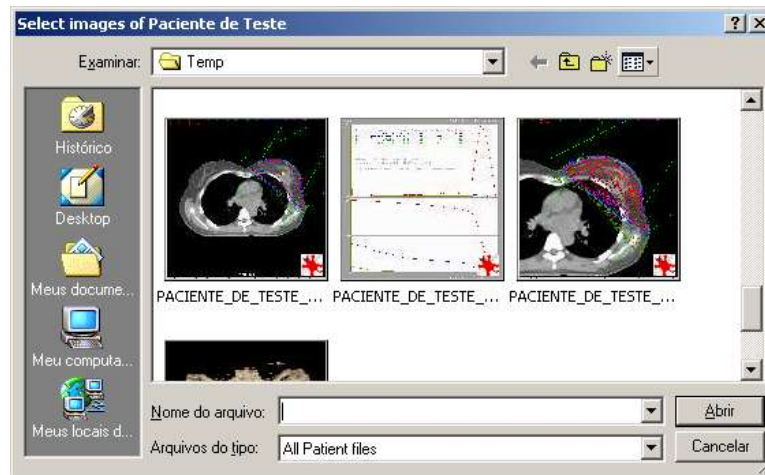 Select images of Paciente de Teste
Examinar:
Temp
Histórico
Desktop
Meus docume...
Meu computa...
Meus locais d...
PACIENTE_DE_TESTE_...
PACIENTE_DE_TESTE_...
PACIENTE_DE_TESTE_...
Nome do arquivo:
Abrir
Arquivos do tipo:
All Patient files
Cancelar